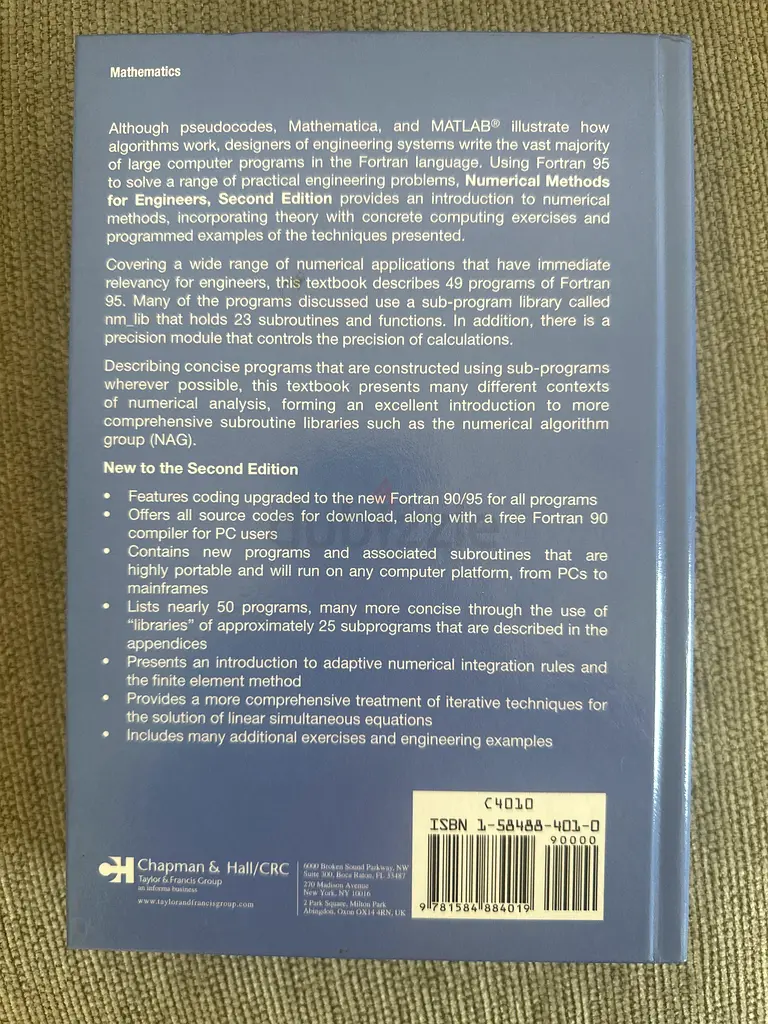 Mathematics
Although pseudocodes, Mathematica, and MATLAB® illustrate how
algorithms work, designers of engineering systems write the vast majority
of large computer programs in the Fortran language. Using Fortran 95
to solve a range of practical engineering problems, Numerical Methods
for Engineers, Second Edition provides an introduction to numerical
methods, incorporating theory with concrete computing exercises and
programmed examples of the techniques presented.
Covering a wide range of numerical applications that have immediate
relevancy for engineers, this textbook describes 49 programs of Fortran
95. Many of the programs discussed use a sub-program library called
nm_lib that holds 23 subroutines and functions. In addition, there is a
precision module that controls the precision of calculations.
Describing concise programs that are constructed using sub-programs
wherever possible, this textbook presents many different contexts
of numerical analysis, forming an excellent introduction to more
comprehensive subroutine libraries such as the numerical algorithm
group (NAG).
New to the Second Edition
• Features coding upgraded to the new Fortran 90/95 for all programs
• Offers all source codes for download, along with a free Fortran 90
compiler for PC users
• Contains new programs and associated subroutines that are
highly portable and will run on any computer platform, from PCs to
mainframes
• Lists nearly 50 programs, many more concise through the use of
“libraries” of approximately 25 subprograms that are described in the
appendices
• Presents an introduction to adaptive numerical integration rules and
the finite element method
• Provides a more comprehensive treatment of iterative techniques for
the solution of linear simultaneous equations
• Includes many additional exercises and engineering examples
C4010
ISBN 1-58488-401-0
90000
9 781584 884019
CH Chapman & Hall/CRC
Taylor & Francis Group
an informa business
www.taylorandfrancisgroup.com
6000 Broken Sound Parkway, NW
Suite 300, Boca Raton, FL 33487
270 Madison Avenue
New York, NY 10016
2 Park Square, Milton Park
Abingdon, Oxon OX14 4RN, UK
dubizzle